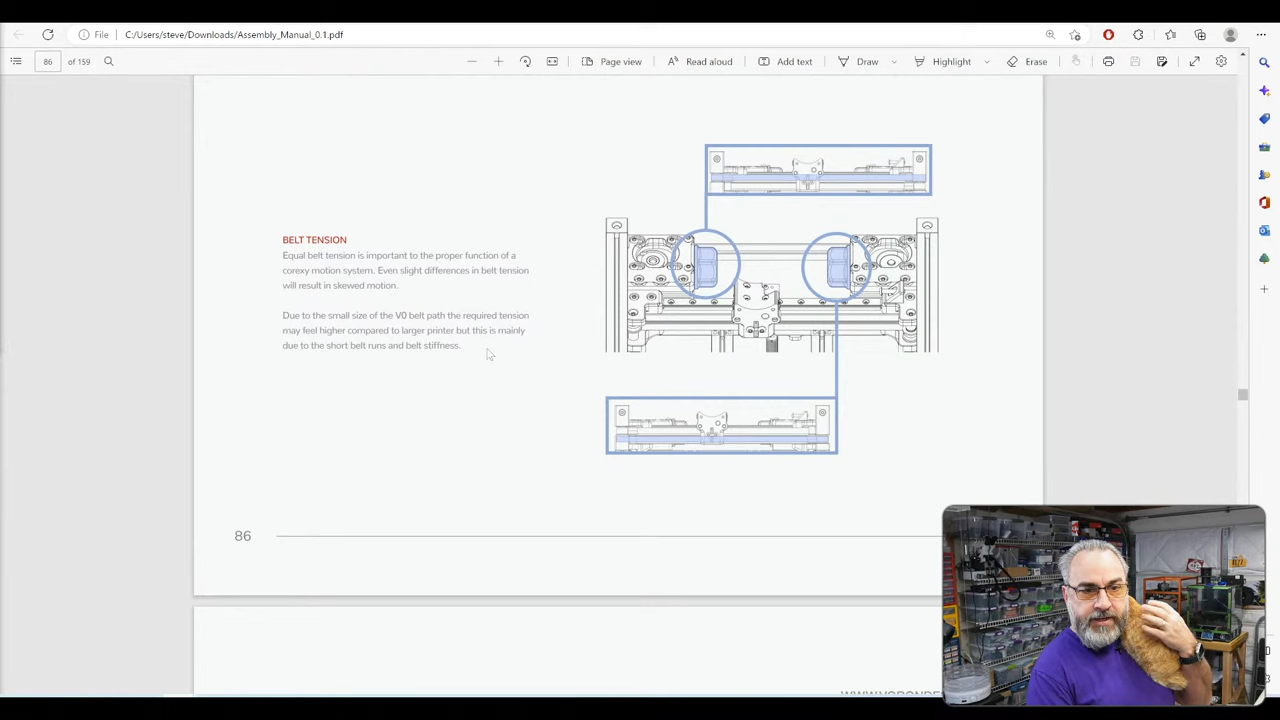 File C:/Users/steve/Downloads/Assembly_Manual_0.1.pdf
86 of 159 Page view Read aloud Add text Draw Highlight Erase
BELT TENSION
Equal belt tension is important to the proper function of a
corexy motion system. Even slight differences in belt tension
will result in skewed motion.
Due to the small size of the V0 belt path the required tension
may feel higher compared to larger printer but this is mainly
due to the short belt runs and belt stiffness.
86